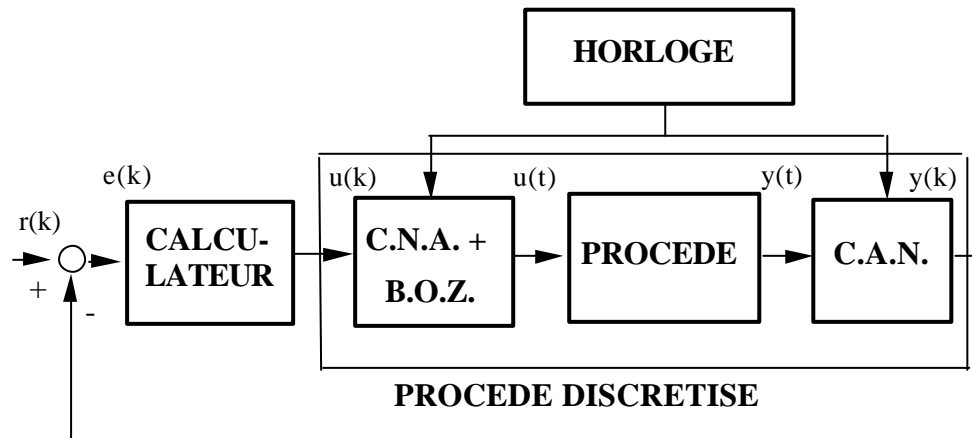 HORLOGE
e(k)
u(k)
u(t)
y(t)
y(k)
r(k)
+
-
CALCU-
LATEUR
C.N.A. +
B.O.Z.
PROCEDE
C.A.N.
PROCEDE DISCRETISE